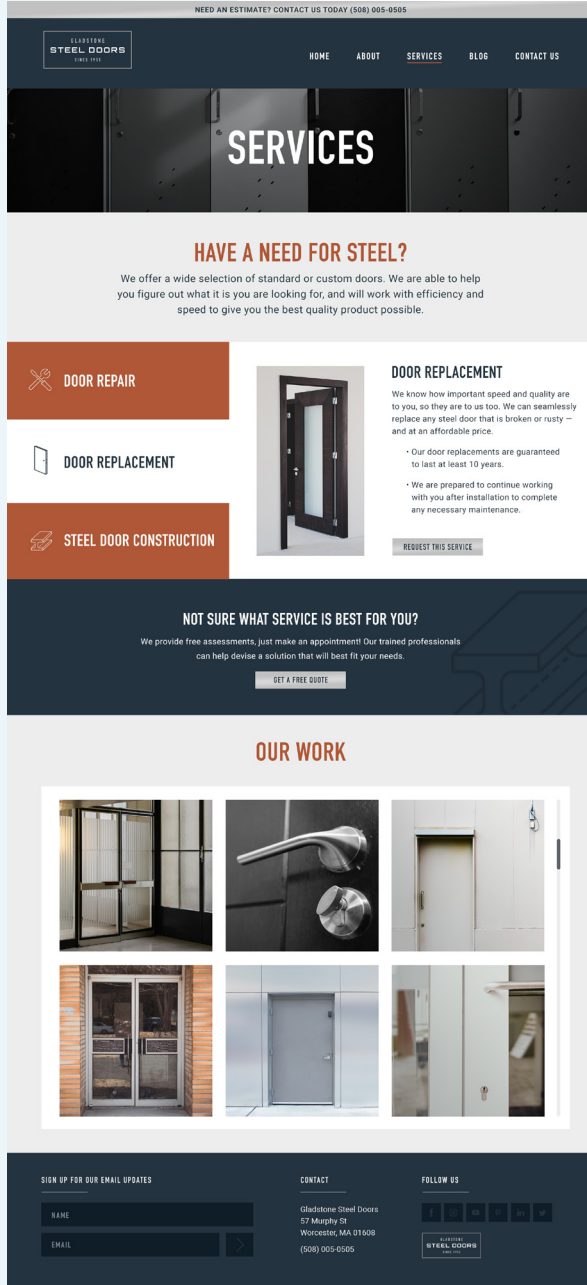 NEED AN ESTIMATE? CONTACT US TODAY (508) 005-0505
GLADSTONE
STEEL DOORS
HOME ABOUT SERVICES BLOG CONTACT US
SERVICES
HAVE A NEED FOR STEEL?
We offer a wide selection of standard or custom doors. We are able to help
you figure out what it is you are looking for, and will work with efficiency and
speed to give you the best quality product possible.
DOOR REPAIR
DOOR REPLACEMENT
STEEL DOOR CONSTRUCTION
DOOR REPLACEMENT
We know how important speed and quality are
to you, so they are to us too. We can seamlessly
replace any steel door that is broken or rusty —
and at an affordable price.
• Our door replacements are guaranteed
to last at least 10 years.
• We are prepared to continue working
with you after installation to complete
any necessary maintenance.
REQUEST THIS SERVICE
NOT SURE WHAT SERVICE IS BEST FOR YOU?
We provide free assessments, just make an appointment! Our trained professionals
can help devise a solution that will best fit your needs.
GET A FREE QUOTE
OUR WORK
SIGN UP FOR OUR EMAIL UPDATES
NAME
EMAIL
CONTACT
Gladstone Steel Doors
57 Murphy St
Worcester, MA 01608
(508) 005-0505
FOLLOW US
GLADSTONE
STEEL DOORS